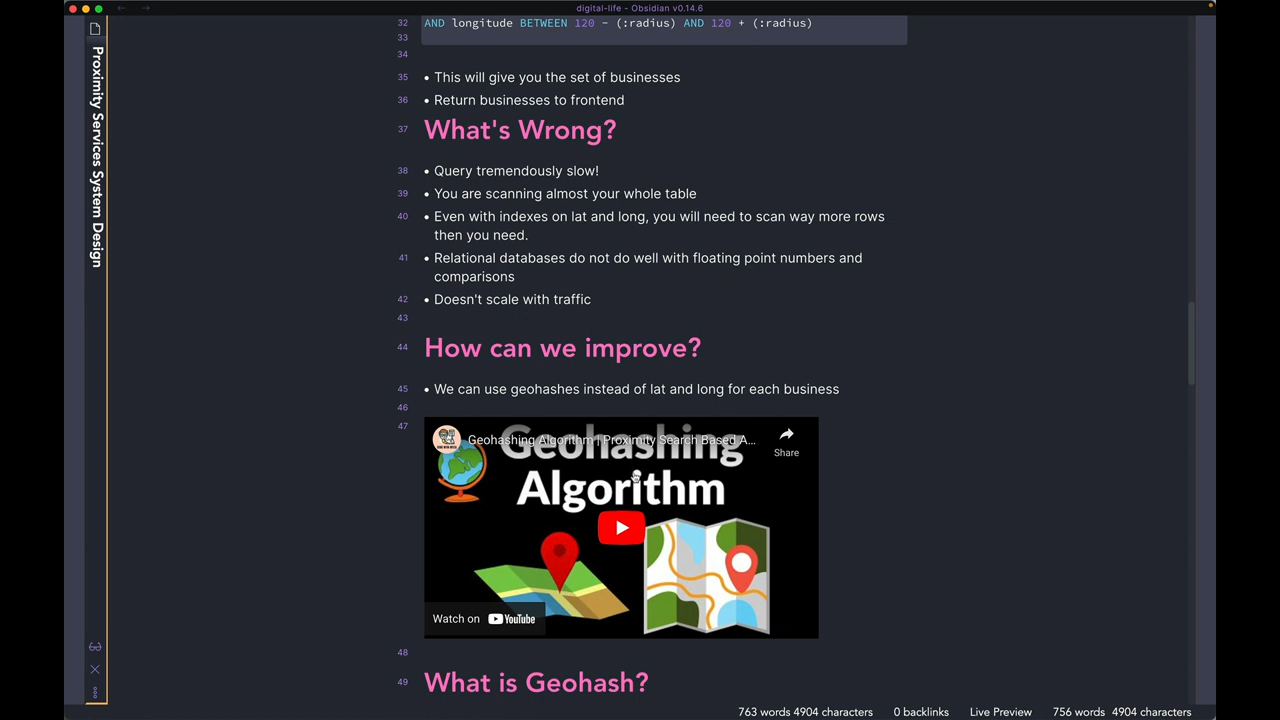 digital-life - Obsidian v0.14.6
Proximity Services System Design
32 AND longitude BETWEEN 120 - (:radius) AND 120 + (:radius)
33
34
35 • This will give you the set of businesses
36 • Return businesses to frontend
37 What's Wrong?
38 • Query tremendously slow!
39 • You are scanning almost your whole table
40 • Even with indexes on lat and long, you will need to scan way more rows
then you need.
41 • Relational databases do not do well with floating point numbers and
comparisons
42 • Doesn't scale with traffic
43
44 How can we improve?
45 • We can use geohashes instead of lat and long for each business
46
47
Geohashing Algorithm | Proximity Search Based A...
Share
Geohashing
Algorithm
Watch on YouTube
48
49 What is Geohash?
763 words 4904 characters 0 backlinks Live Preview 756 words 4904 characters